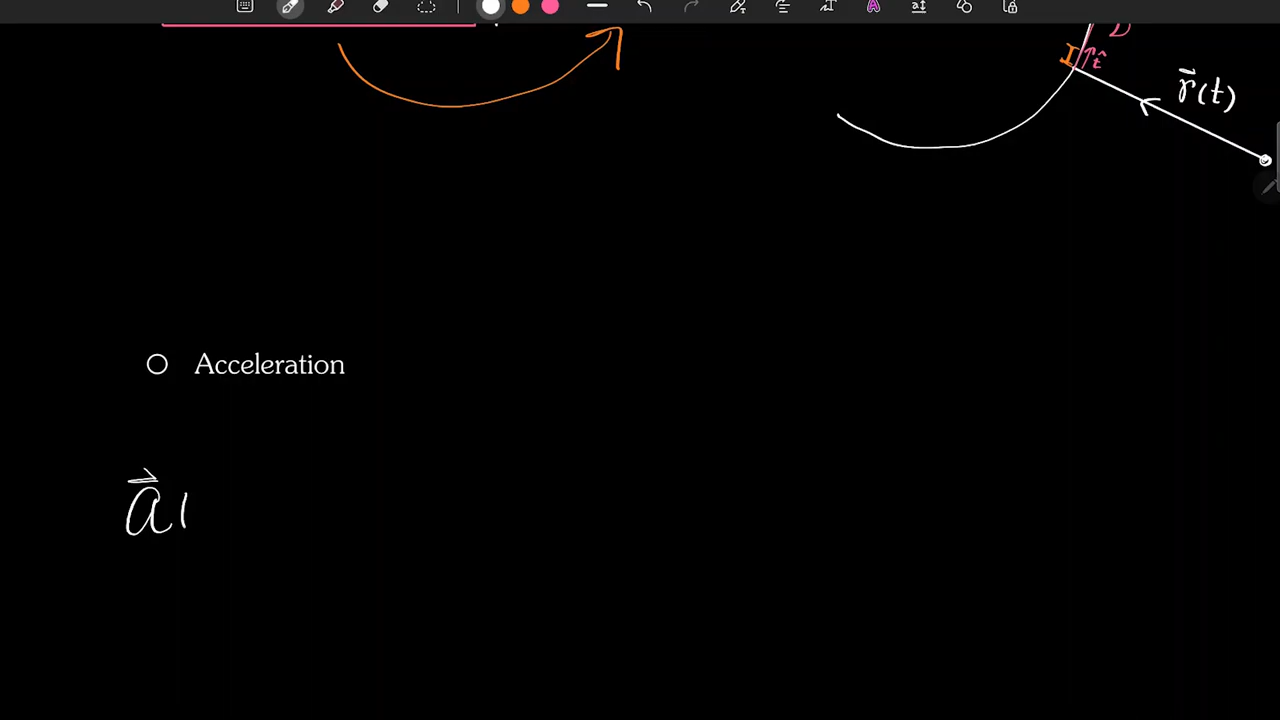 I t̂
r⃗(t)
Acceleration
a⃗